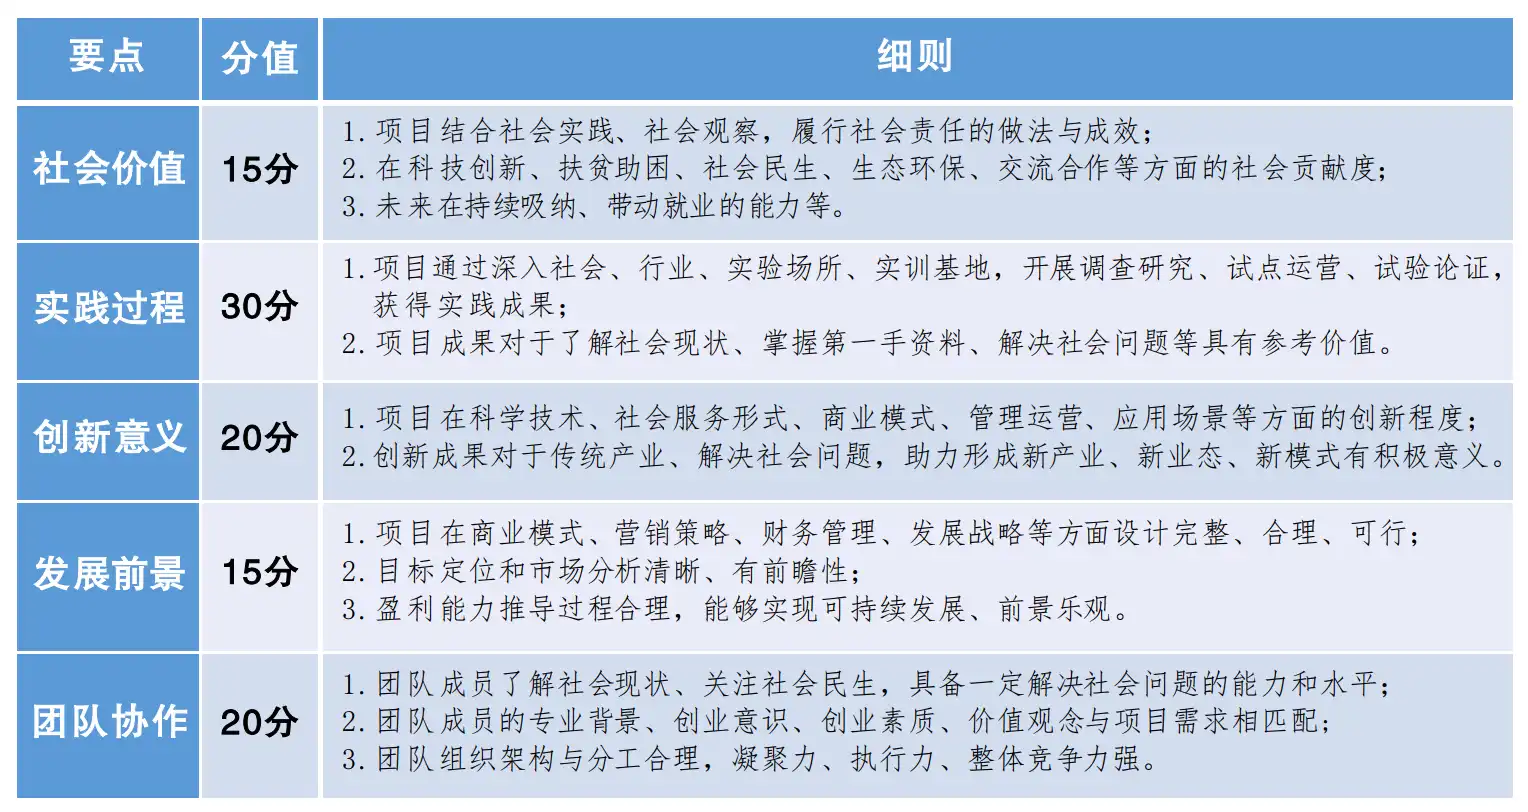 要点 分值 细则
社会价值 15分
1. 项目结合社会实践、社会观察，履行社会责任的做法与成效；
2. 在科技创新、扶贫助困、社会民生、生态环保、交流合作等方面的社会贡献度；
3. 未来在持续吸纳、带动就业的能力等。
实践过程 30分
1. 项目通过深入社会、行业、实验场所、实训基地，开展调查研究、试点运营、试验论证，
获得实践成果；
2. 项目成果对于了解社会现状、掌握第一手资料、解决社会问题等具有参考价值。
创新意义 20分
1. 项目在科学技术、社会服务形式、商业模式、管理运营、应用场景等方面的创新程度；
2. 创新成果对于传统产业、解决社会问题，助力形成新产业、新业态、新模式有积极意义。
发展前景 15分
1. 项目在商业模式、营销策略、财务管理、发展战略等方面设计完整、合理、可行；
2. 目标定位和市场分析清晰、有前瞻性；
3. 盈利能力推导过程合理，能够实现可持续发展、前景乐观。
团队协作 20分
1. 团队成员了解社会现状、关注社会民生，具备一定解决社会问题的能力和水平；
2. 团队成员的专业背景、创业意识、创业素质、价值观念与项目需求相匹配；
3. 团队组织架构与分工合理，凝聚力、执行力、整体竞争力强。